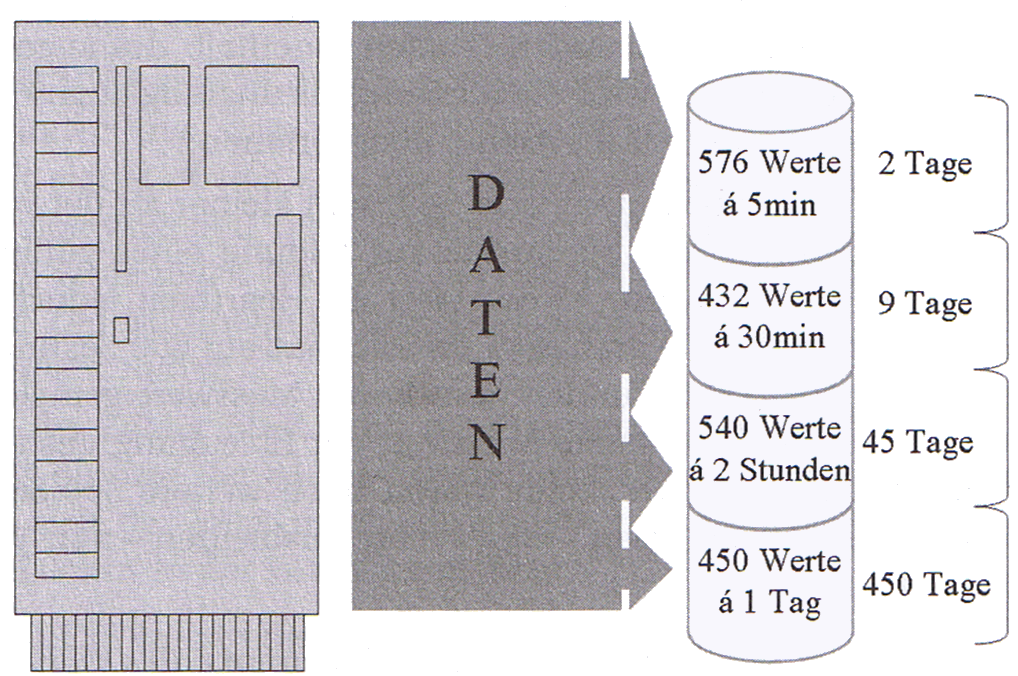 DATEN
576 Werte
á 5min
2 Tage
432 Werte
á 30min
9 Tage
540 Werte
á 2 Stunden
45 Tage
450 Werte
á 1 Tag
450 Tage